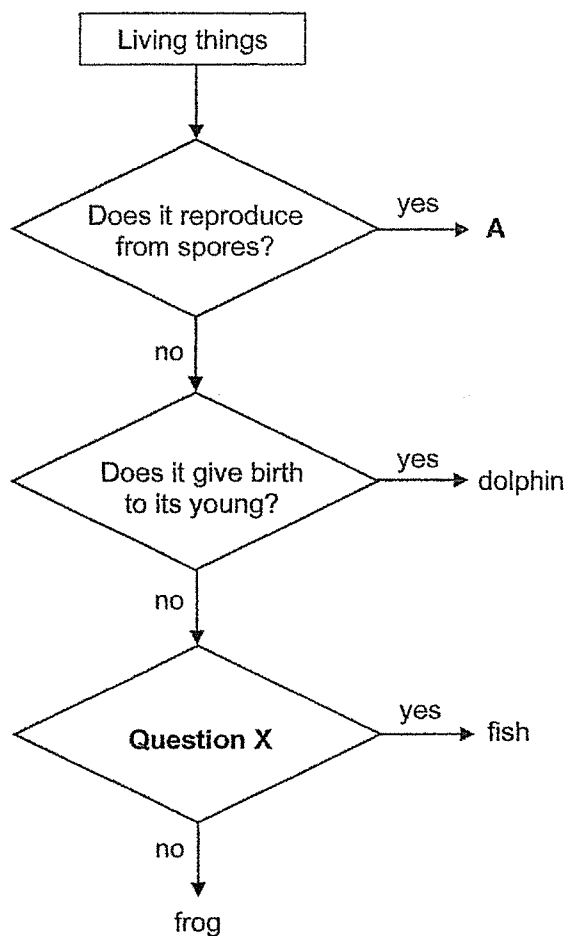 Living things
Does it reproduce
from spores?
yes
A
no
Does it give birth
to its young?
yes
dolphin
no
Question X
yes
fish
no
frog